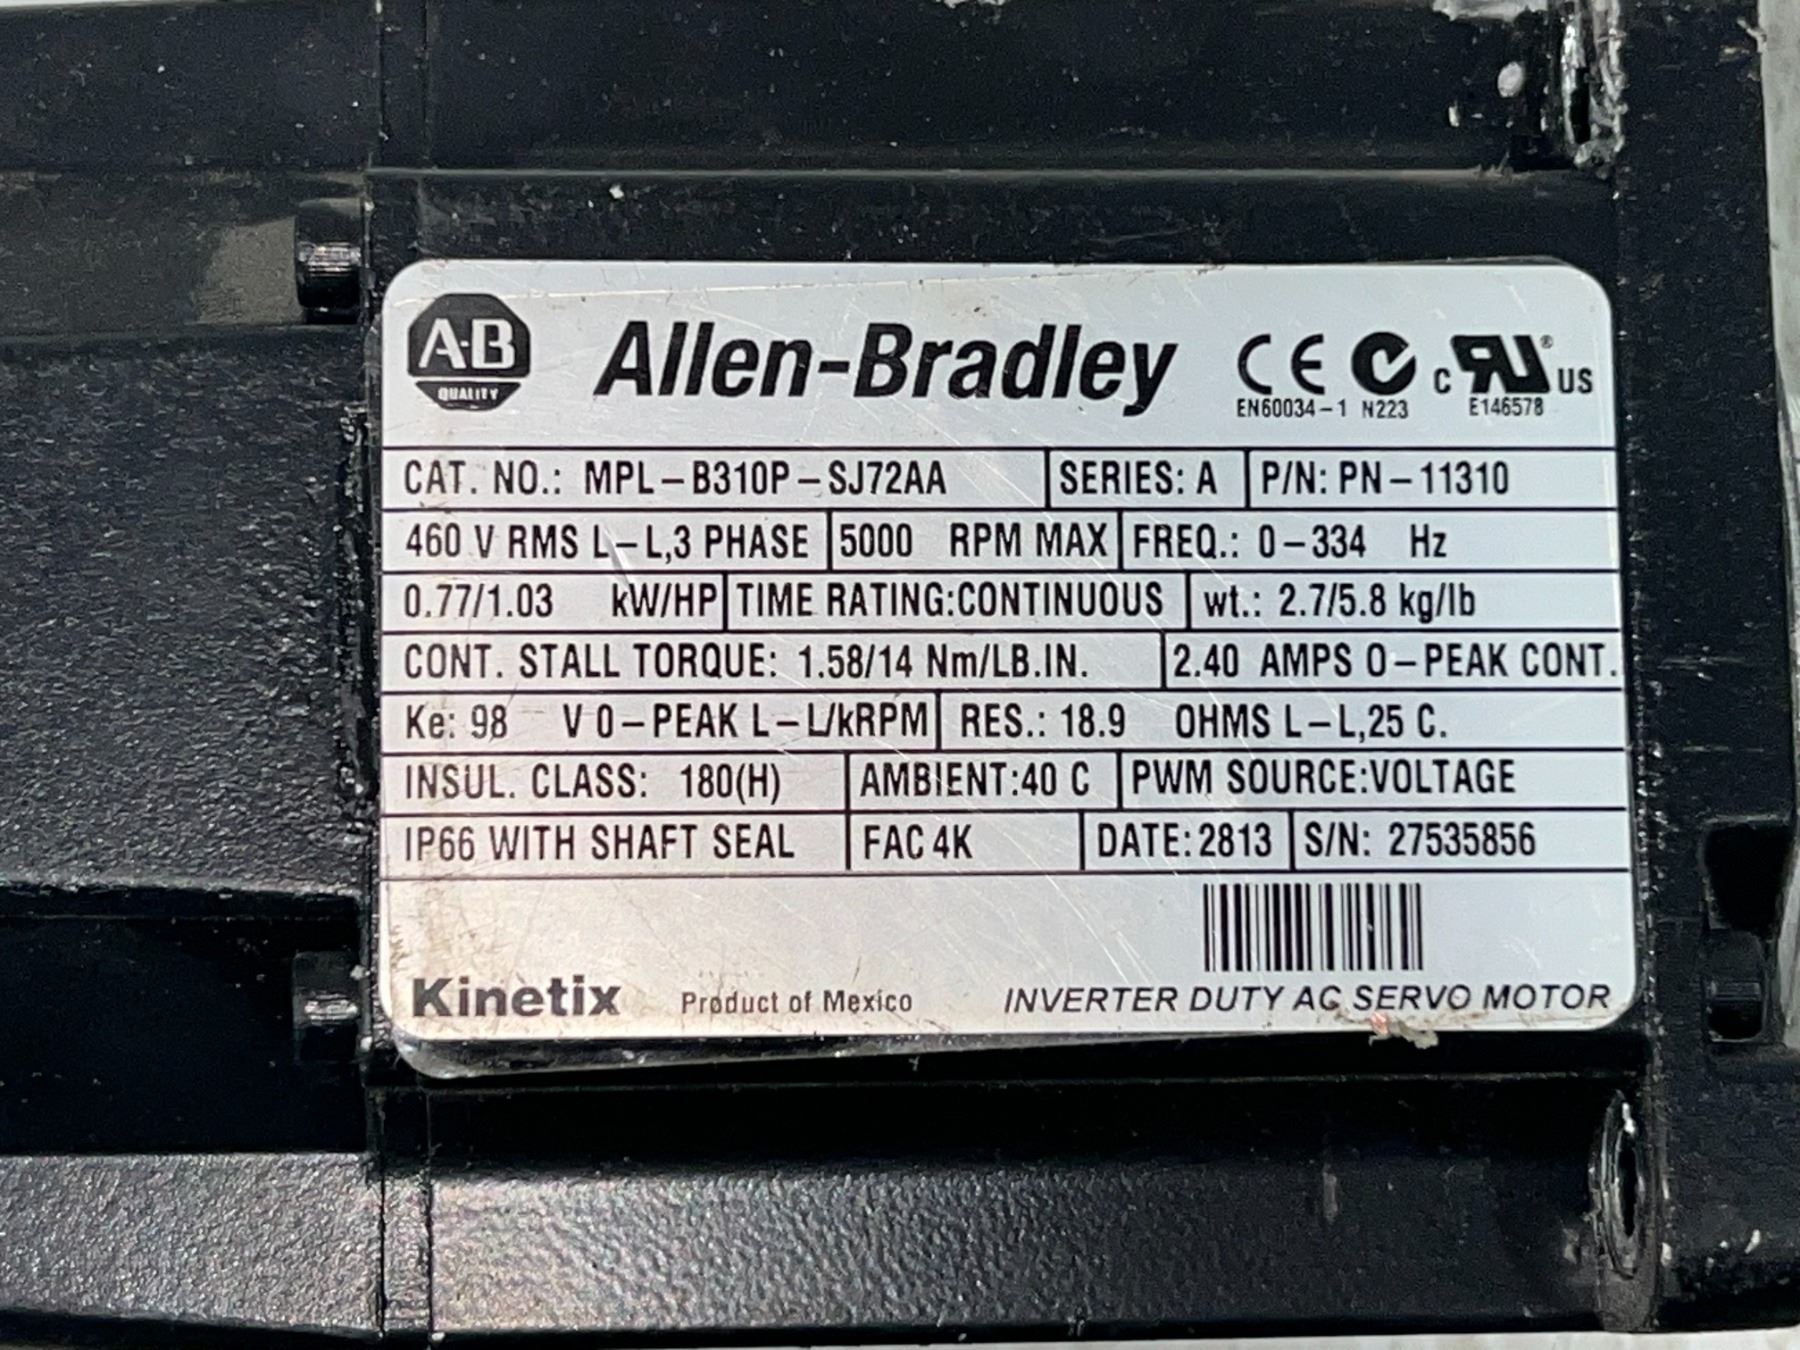 A-B QUALITY Allen-Bradley CE EN60034-1 N223 c RU® US E146578
CAT. NO.: MPL-B310P-SJ72AA SERIES: A P/N: PN-11310
460 V RMS L-L,3 PHASE 5000 RPM MAX FREQ.: 0-334 Hz
0.77/1.03 kW/HP TIME RATING:CONTINUOUS wt.: 2.7/5.8 kg/lb
CONT. STALL TORQUE: 1.58/14 Nm/LB.IN. 2.40 AMPS 0-PEAK CONT.
Ke: 98 V 0-PEAK L-L/kRPM RES.: 18.9 OHMS L-L,25 C.
INSUL. CLASS: 180(H) AMBIENT:40 C PWM SOURCE:VOLTAGE
IP66 WITH SHAFT SEAL FAC 4K DATE:2813 S/N: 27535856
Kinetix Product of Mexico INVERTER DUTY AC SERVO MOTOR